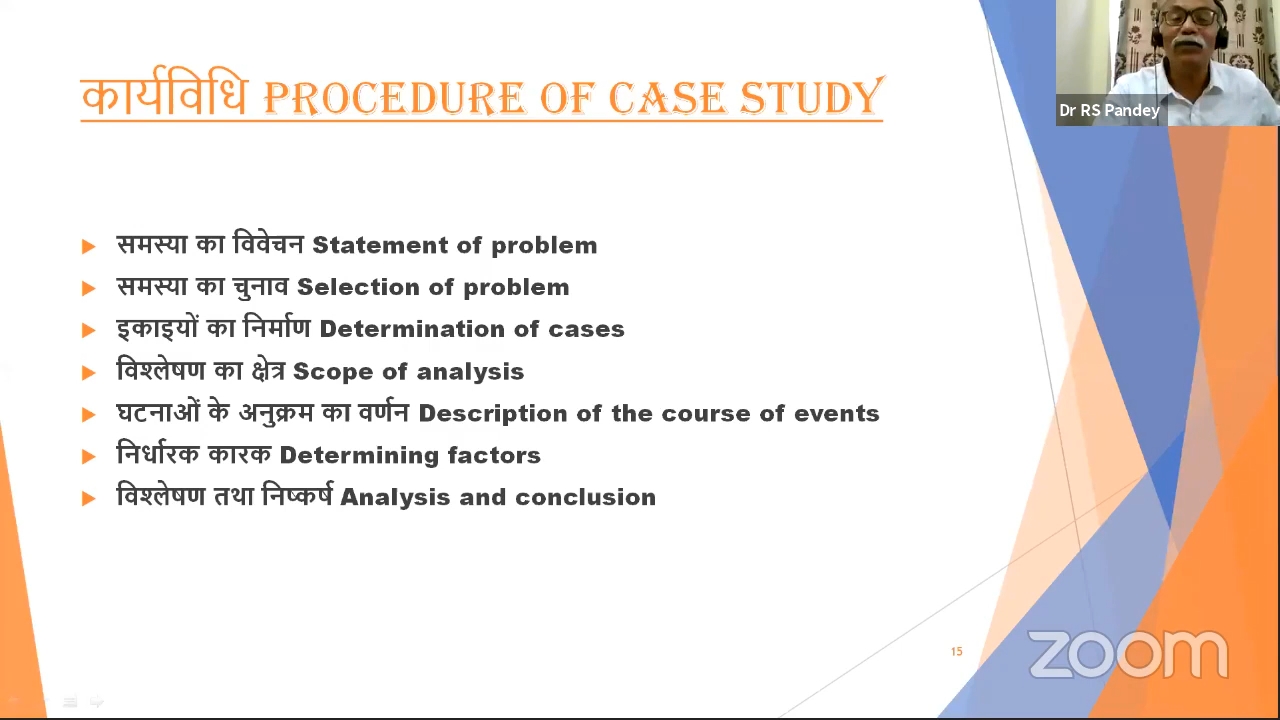 कार्यविधि PROCEDURE OF CASE STUDY
Dr RS Pandey
समस्या का विवेचन Statement of problem
समस्या का चुनाव Selection of problem
इकाइयों का निर्माण Determination of cases
विश्लेषण का क्षेत्र Scope of analysis
घटनाओं के अनुक्रम का वर्णन Description of the course of events
निर्धारक कारक Determining factors
विश्लेषण तथा निष्कर्ष Analysis and conclusion
15
zoom